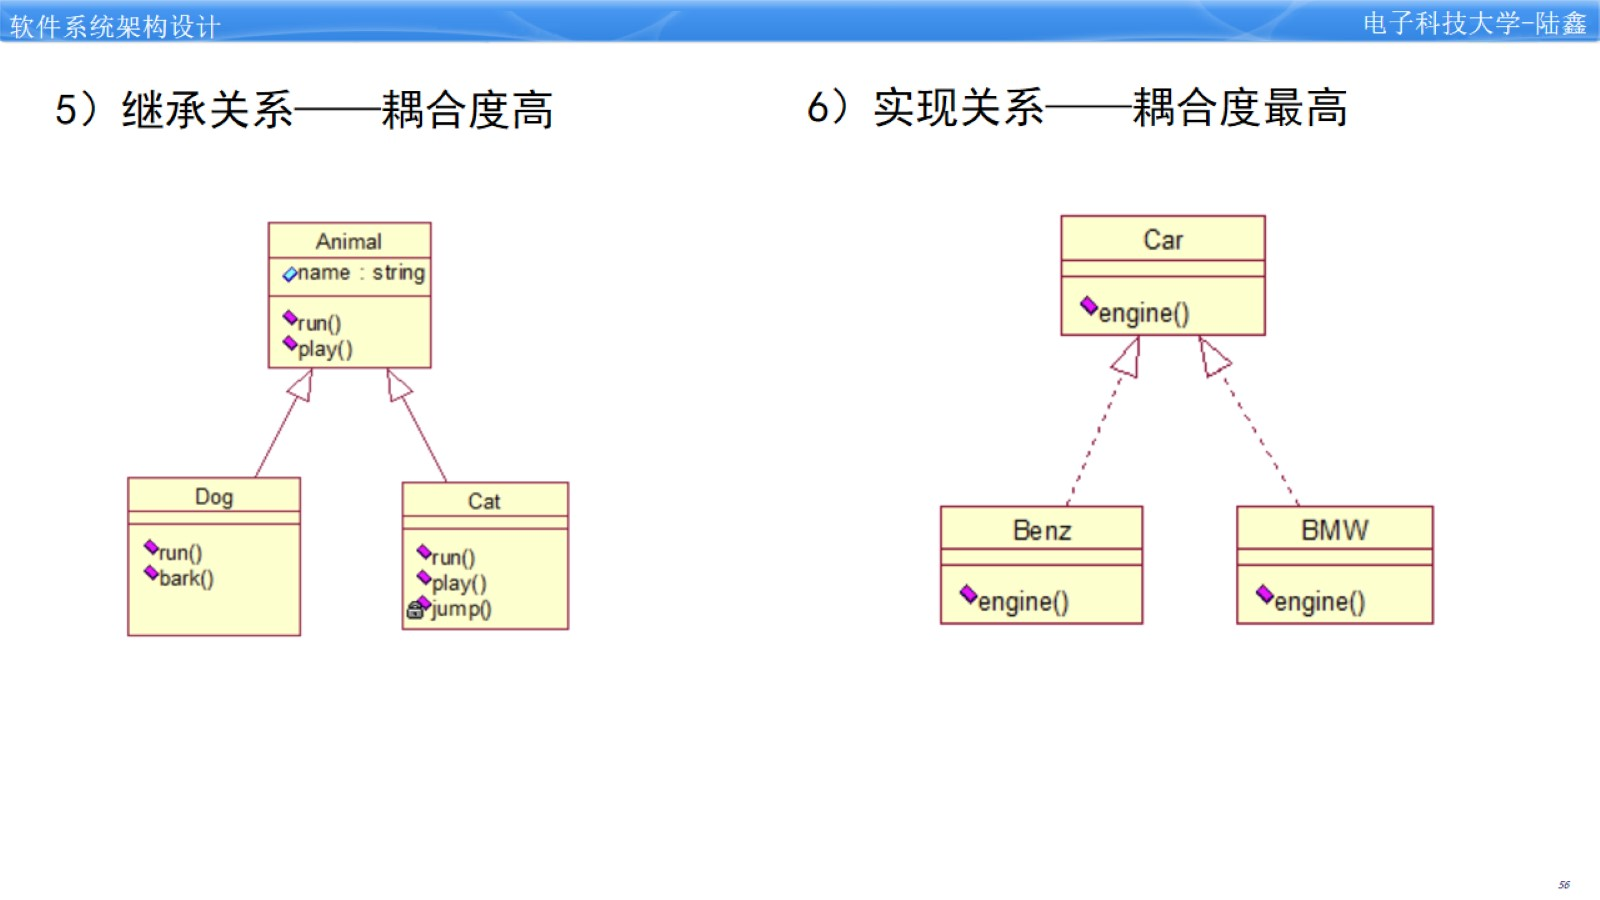 软件系统架构设计
电子科技大学-陆鑫
5）继承关系——耦合度高
6）实现关系——耦合度最高
Animal
name : string
run()
play()
Dog
run()
bark()
Cat
run()
play()
jump()
Car
engine()
Benz
engine()
BMW
engine()
56